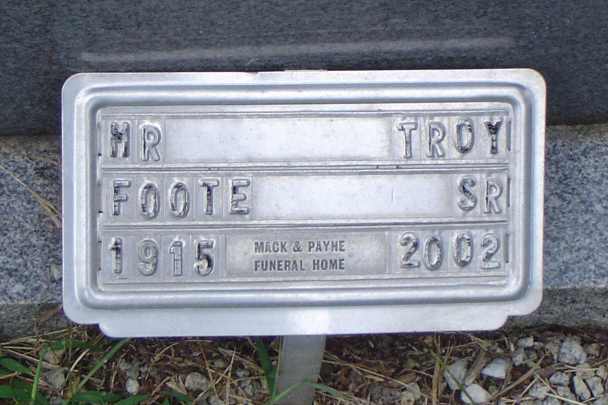 MR TROY
FOOTE SR
1915 MACK & PAYNE FUNERAL HOME 2002